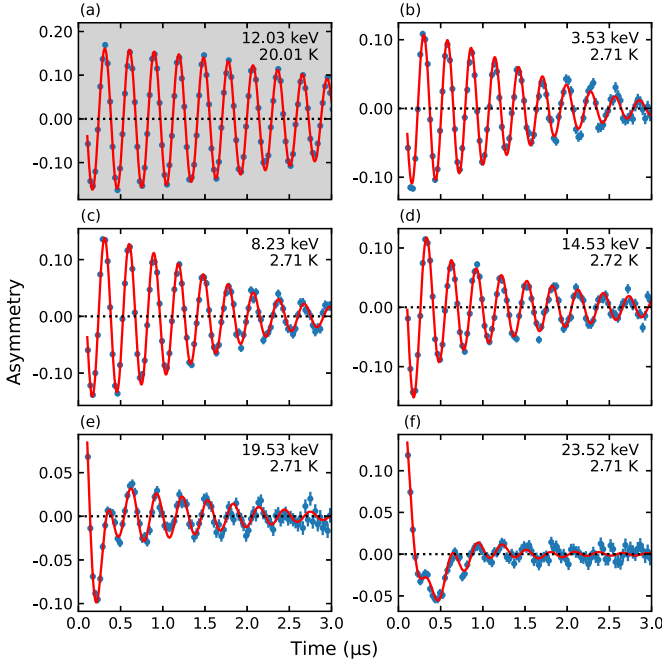 (a)
(b)
12.03 keV
20.01 K
3.53 keV
2.71 K
0.20
0.10
0.00
-0.10
0.10
0.00
-0.10
(c)
(d)
8.23 keV
2.71 K
14.53 keV
2.72 K
0.10
0.00
-0.10
0.10
0.00
-0.10
Asymmetry
(e)
(f)
19.53 keV
2.71 K
23.52 keV
2.71 K
0.05
0.00
-0.05
-0.10
0.15
0.10
0.05
0.00
-0.05
0.0 0.5 1.0 1.5 2.0 2.5 3.0
0.0 0.5 1.0 1.5 2.0 2.5 3.0
Time (μs)